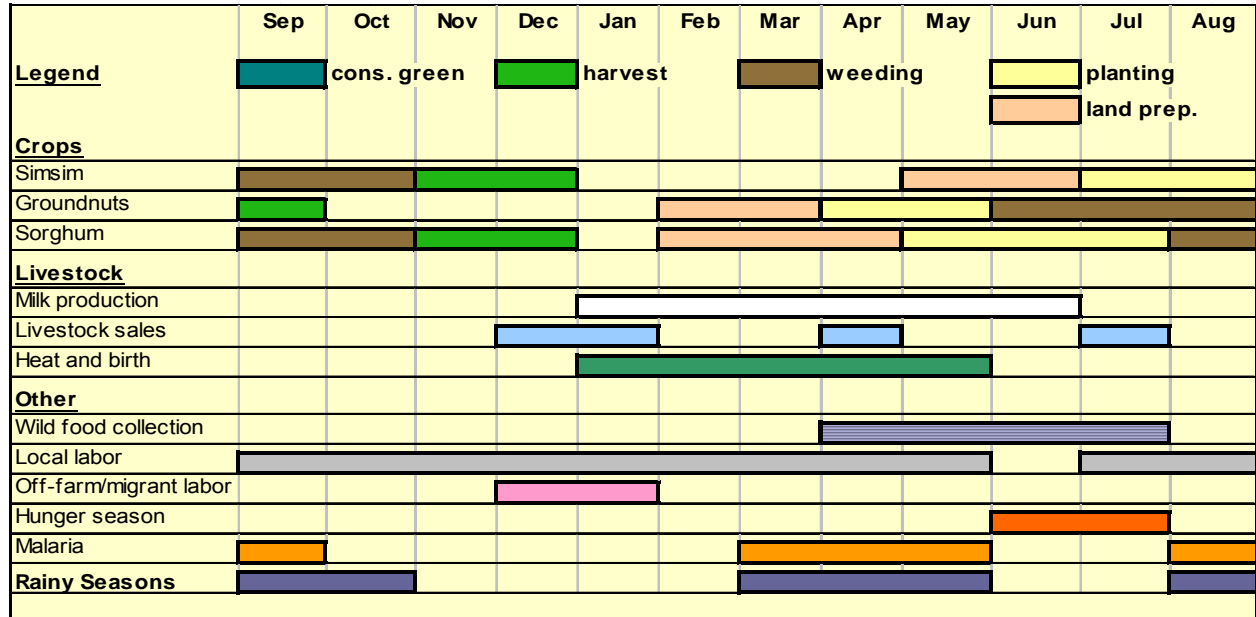 Sep Oct Nov Dec Jan Feb Mar Apr May Jun Jul Aug
Legend cons. green harvest weeding planting
land prep.
Crops
Simsim
Groundnuts
Sorghum
Livestock
Milk production
Livestock sales
Heat and birth
Other
Wild food collection
Local labor
Off-farm/migrant labor
Hunger season
Malaria
Rainy Seasons